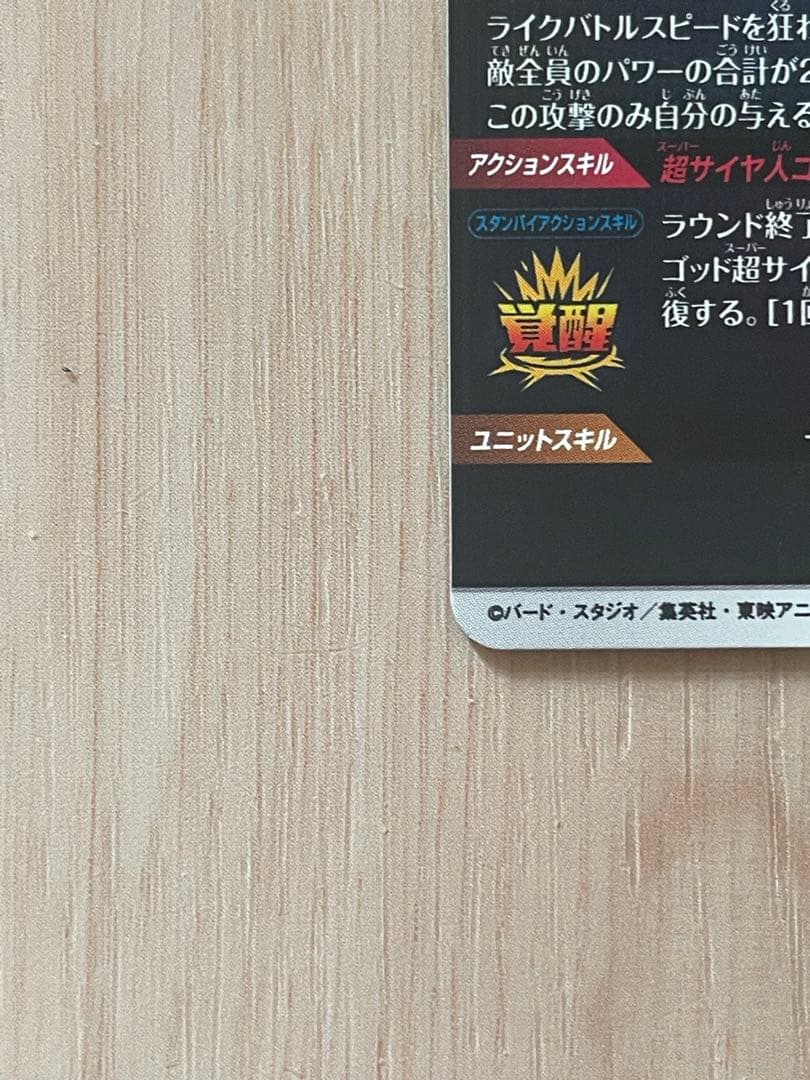 ライクバトルスピードを狂
敵全員のパワーの合計が2
この攻撃のみ自分の与える
アクションスキル
超サイヤ人ゴ
スタンバイアクションスキル
ラウンド終了
ゴッド超サイ
復する。[1回
覚醒
ユニットスキル
©バード・スタジオ/集英社・東映アニ